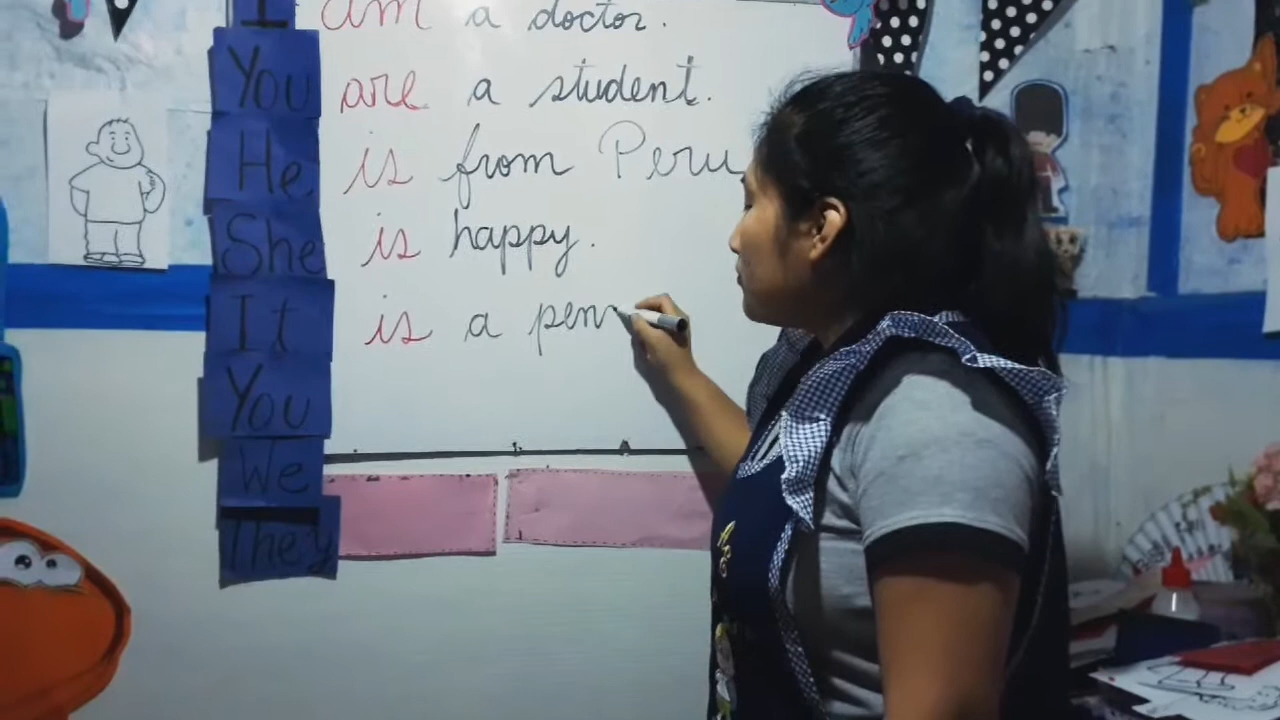 I am a doctor.
You are a student.
He is from Peru
She is happy.
It is a pen
You
We
They